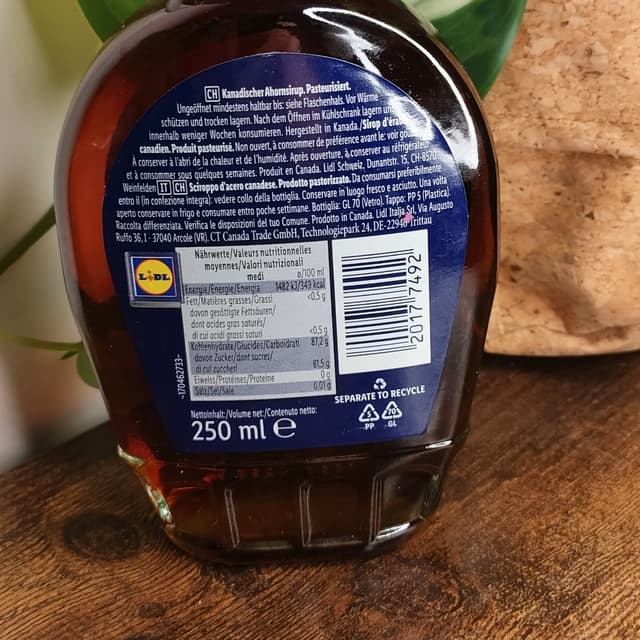 CH Kanadischer Ahornsirup. Pasteurisiert.
Ungeöffnet mindestens haltbar bis: siehe Flaschenhals. Vor Wärme
schützen und trocken lagern. Nach dem Öffnen im Kühlschrank lagern und
innerhalb weniger Wochen konsumieren. Hergestellt in Kanada./Sirop d'érable
canadien. Produit pasteurisé. Non ouvert, à consommer de préférence avant le: voir
À conserver à l'abri de la chaleur et de l'humidité. Après ouverture, à conserver au réfrigérateur
et à consommer sous quelques semaines. Produit en Canada. Lidl Schweiz, Dunantstr. 15, CH-8570
Weinfelden IT CH Sciroppo d'acero canadese. Prodotto pastorizzato. Da consumarsi preferibilmente
entro il (in confezione integra): vedere collo della bottiglia. Conservare in luogo fresco e asciutto. Una volta
aperto conservare in frigo e consumare entro poche settimane. Bottiglia: GL 70 (Vetro), Tappo: PP 5 (Plastica),
Raccolta differenziata. Verifica le disposizioni del tuo Comune. Prodotto in Canada. Lidl Italia Via Augusto
Ruffo 36,1 - 37040 Arcole (VR). CT Canada Trade GmbH, Technologiepark 24, DE-22946 Trittau
LIDL
Nährwerte/Valeurs nutritionnelles
moyennes/Valori nutrizionali
medi ø/100 ml
Energie/Energie/Energia 1482 kJ/349 kcal
Fett/Matières grasses/Grassi <0,5 g
davon gesättigte Fettsäuren/
dont acides gras saturés/
di cui grassi saturi <0,5 g
Kohlenhydrate/Glucides/Carboidrati 87,2 g
davon Zucker/dont sucres/
di cui zuccheri 81,5 g
Eiweiss/Protéines/Proteine 0 g
Salz/Sel/Sale 0,01 g
-170462733-
2017 7492
SEPARATE TO RECYCLE
5 70
PP GL
Nettoinhalt:/Volume net:/Contenuto netto:
250 ml e